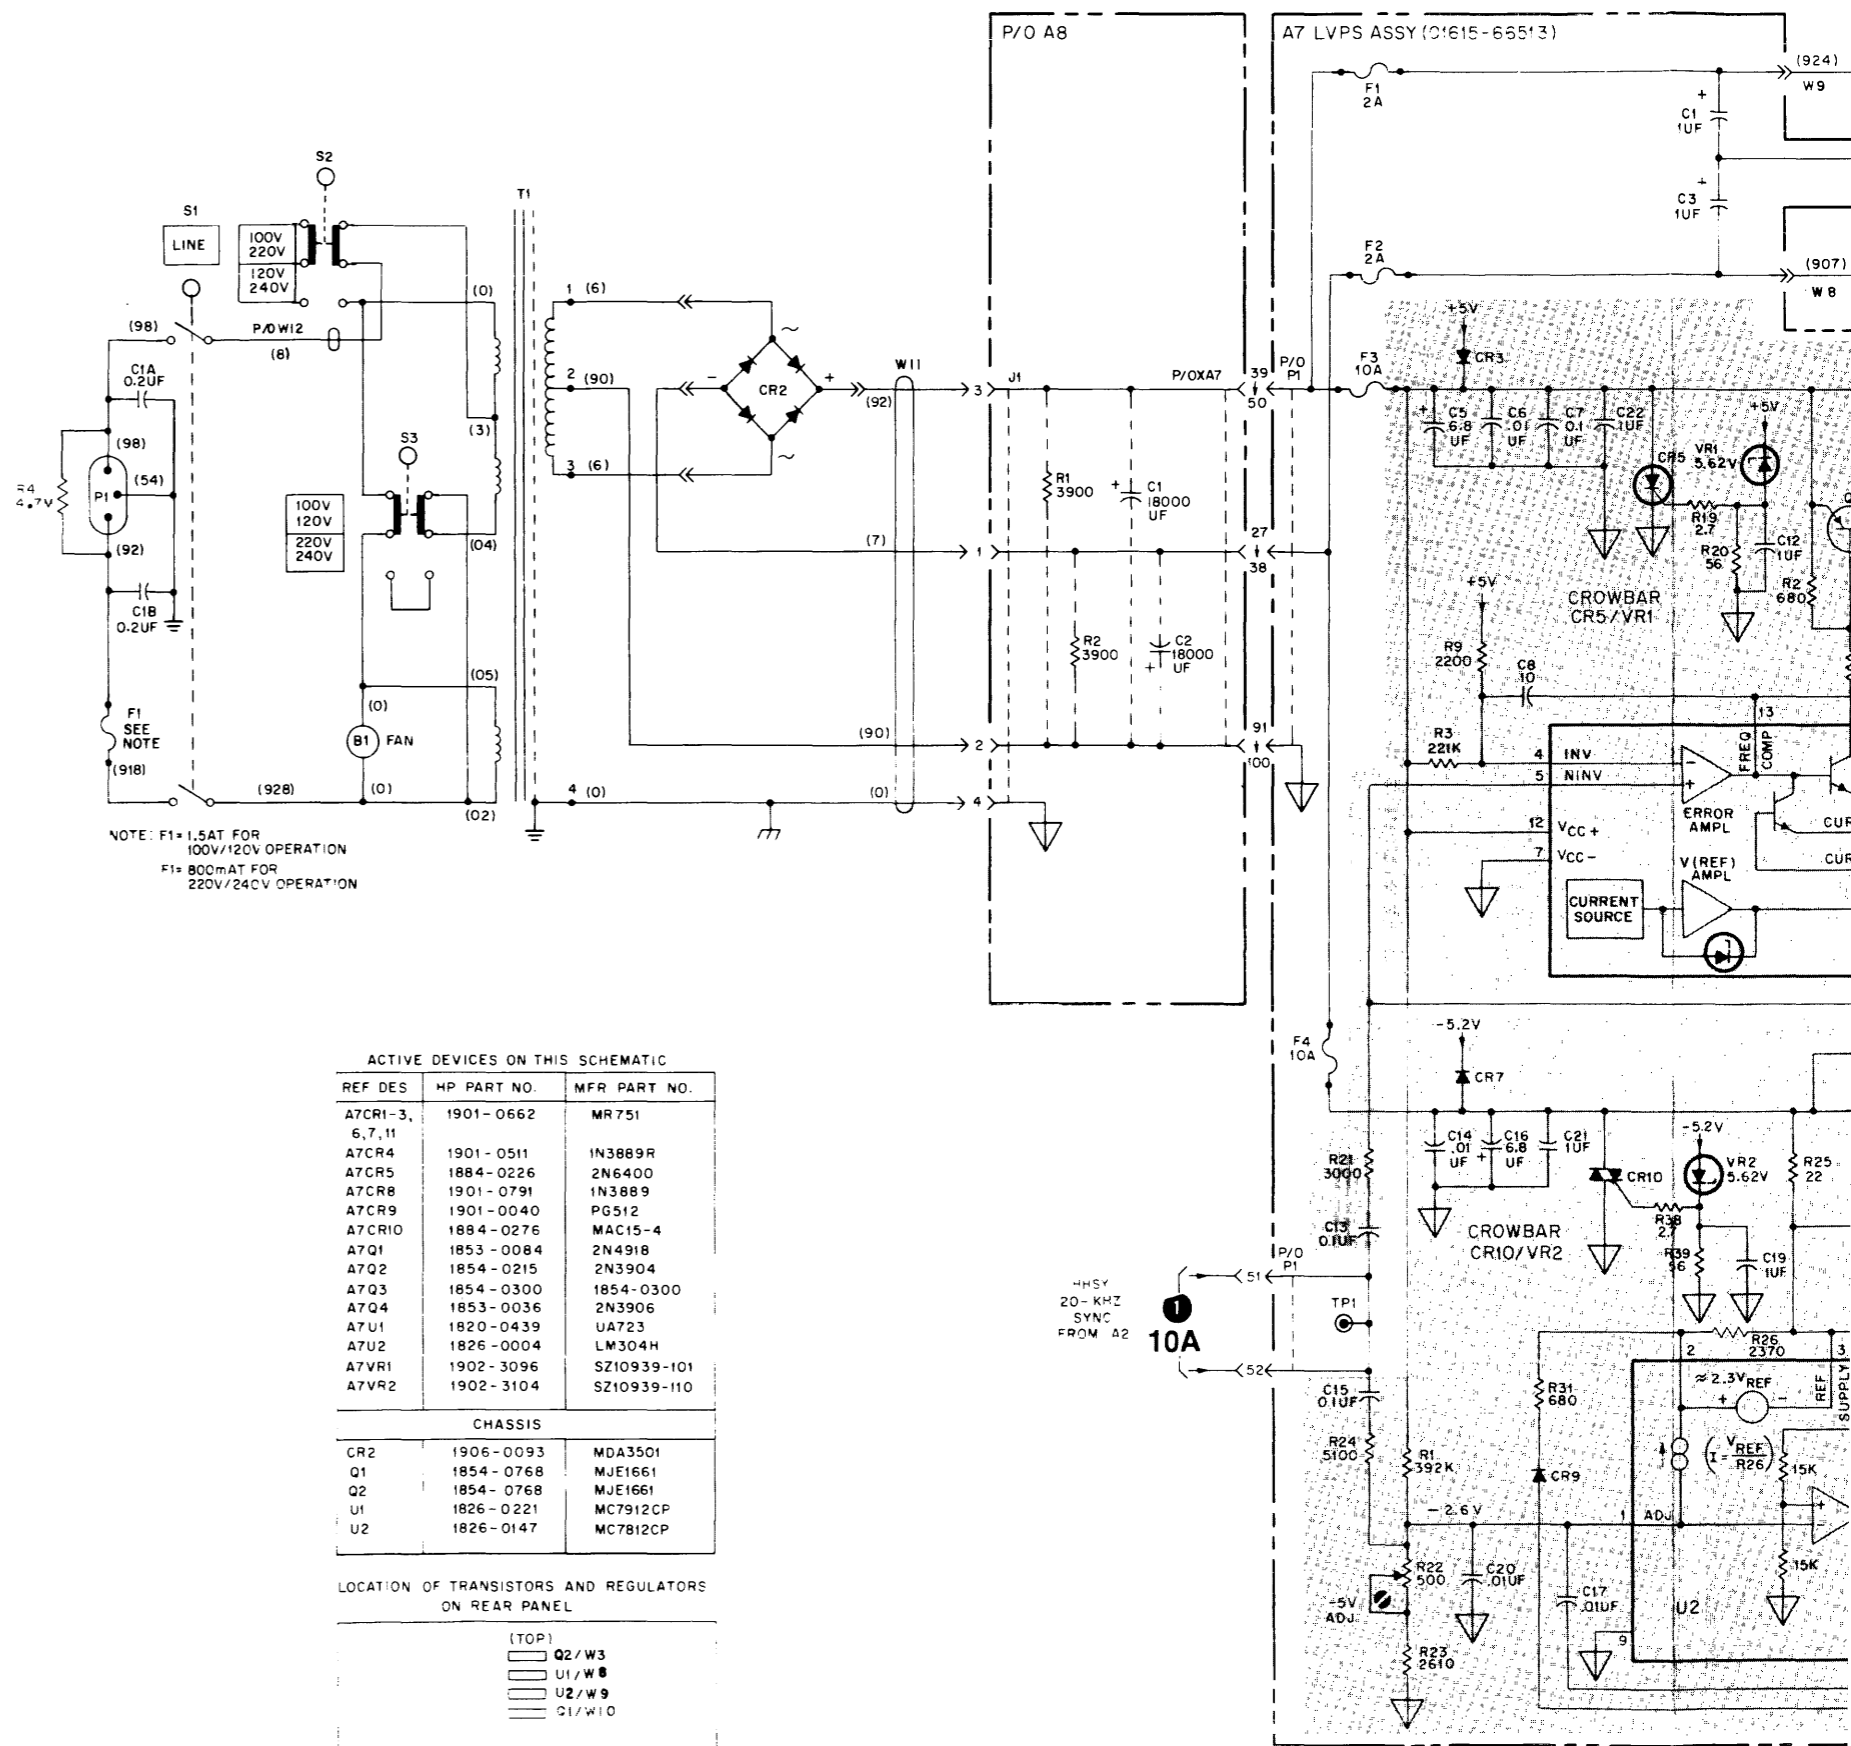 P/O A8
A7 LVPS ASSY (01615-66513)
F1
2A
(924)
W9
+
C1
1UF
+
C3
1UF
F2
2A
(907)
W8
S2
S1
LINE
100V
220V
120V
240V
T1
(98)
P/O W12
(8)
(0)
(3)
C1A
0.2UF
(98)
P1
(54)
(92)
C1B
0.2UF
S3
100V
120V
220V
240V
(04)
(05)
(0)
B1
FAN
F1
SEE
NOTE
(918)
(928)
(0)
(02)
NOTE: F1= 1.5AT FOR
100V/120V OPERATION
F1= 800mAT FOR
220V/240V OPERATION
1 (6)
2 (90)
3 (6)
4 (0)
~
-
CR2
+
~
(92)
W11
(7)
(90)
(0)
3
1
2
4
J1
P/OXA7
R1
3900
+
C1
18000
UF
R2
3900
C2
18000
UF
+
39
50
27
38
91
100
P/O
P1
F3
10A
+5V
CR3
+
C5
6.8
UF
C6
.01
UF
C7
0.1
UF
C22
1UF
CR5
VR1
5.62V
+5V
R19
2.7
R20
56
C12
1UF
R2
680
CROWBAR
CR5/VR1
+5V
R9
2200
C8
10
R3
221K
13
FREQ
COMP
4
INV
5
NINV
-
+
ERROR
AMPL
12
VCC+
7
VCC-
V(REF)
AMPL
CURRENT
SOURCE
F4
10A
-5.2V
CR7
C14
.01
UF
C16
6.8
UF
+
C21
1UF
CR10
-5.2V
VR2
5.62V
R25
22
R38
2.7
R39
56
C19
1UF
CROWBAR
CR10/VR2
R21
3000
C13
0.1UF
P/O
P1
51
52
HHSY
20-KHZ
SYNC
FROM A2
1
10A
TP1
C15
0.1UF
R24
5100
R1
392K
-2.6V
R22
500
-5V
ADJ
R23
2610
C20
.01UF
C17
.01UF
R31
680
CR9
R26
2370
2
3
≈2.3VREF
+
-
REF
SUPPLY
(I = VREF/R26)
15K
+
-
15K
1
ADJ
U2
9
ACTIVE DEVICES ON THIS SCHEMATIC
REF DES HP PART NO. MFR PART NO.
A7CR1-3, 1901-0662 MR751
6,7,11
A7CR4 1901-0511 1N3889R
A7CR5 1884-0226 2N6400
A7CR8 1901-0791 1N3889
A7CR9 1901-0040 PG512
A7CR10 1884-0276 MAC15-4
A7Q1 1853-0084 2N4918
A7Q2 1854-0215 2N3904
A7Q3 1854-0300 1854-0300
A7Q4 1853-0036 2N3906
A7U1 1820-0439 UA723
A7U2 1826-0004 LM304H
A7VR1 1902-3096 SZ10939-101
A7VR2 1902-3104 SZ10939-110
CHASSIS
CR2 1906-0093 MDA3501
Q1 1854-0768 MJE1661
Q2 1854-0768 MJE1661
U1 1826-0221 MC7912CP
U2 1826-0147 MC7812CP
LOCATION OF TRANSISTORS AND REGULATORS
ON REAR PANEL
(TOP)
Q2/W3
U1/W8
U2/W9
Q1/W10